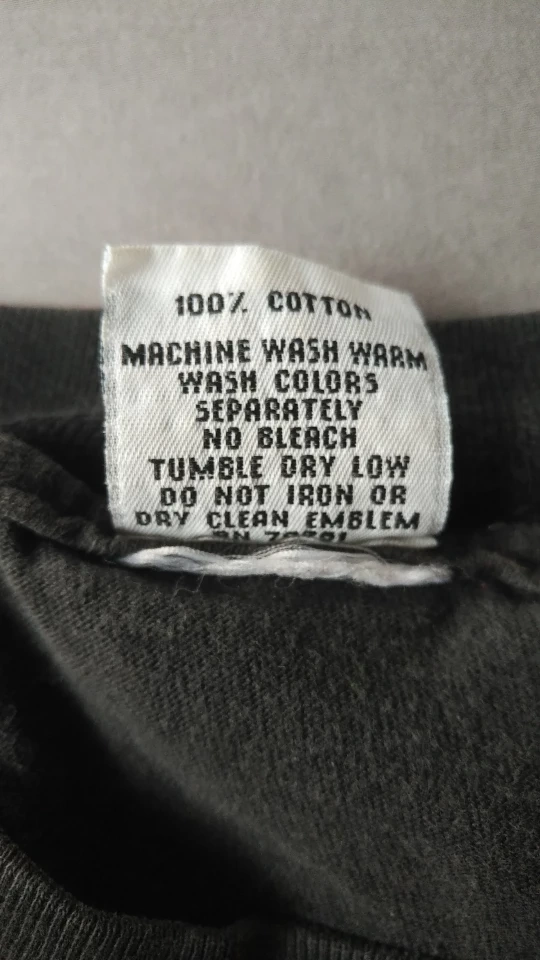 100% COTTON
MACHINE WASH WARM
WASH COLORS
SEPARATELY
NO BLEACH
TUMBLE DRY LOW
DO NOT IRON OR
DRY CLEAN EMBLEM
RN